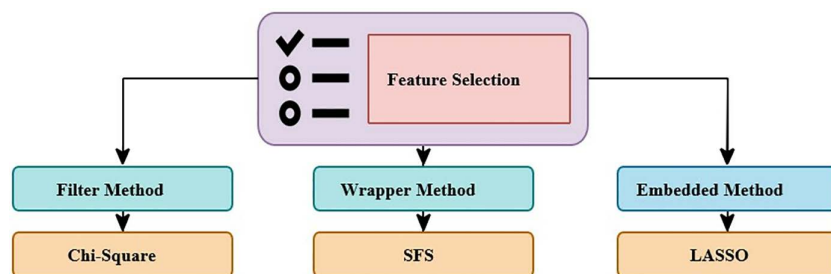 Feature Selection
Filter Method
Wrapper Method
Embedded Method
Chi-Square
SFS
LASSO